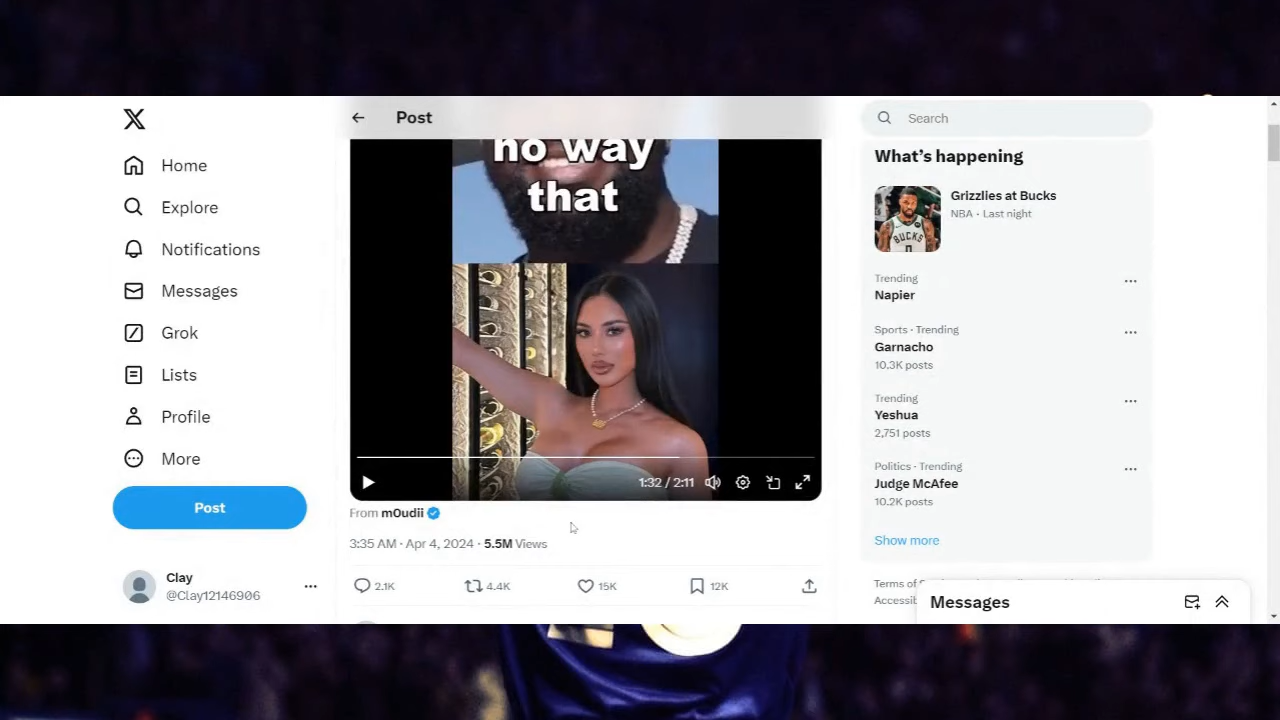 Post
Search
Home
Explore
Notifications
Messages
Grok
Lists
Profile
More
Post
Clay
@Clay12146906
no way
that
1:32 / 2:11
From m0udii
3:35 AM · Apr 4, 2024 · 5.5M Views
2.1K
4.4K
15K
12K
What's happening
Grizzlies at Bucks
NBA · Last night
BUCKS
Trending
Napier
Sports · Trending
Garnacho
10.3K posts
Trending
Yeshua
2,751 posts
Politics · Trending
Judge McAfee
10.2K posts
Show more
Terms of
Messages